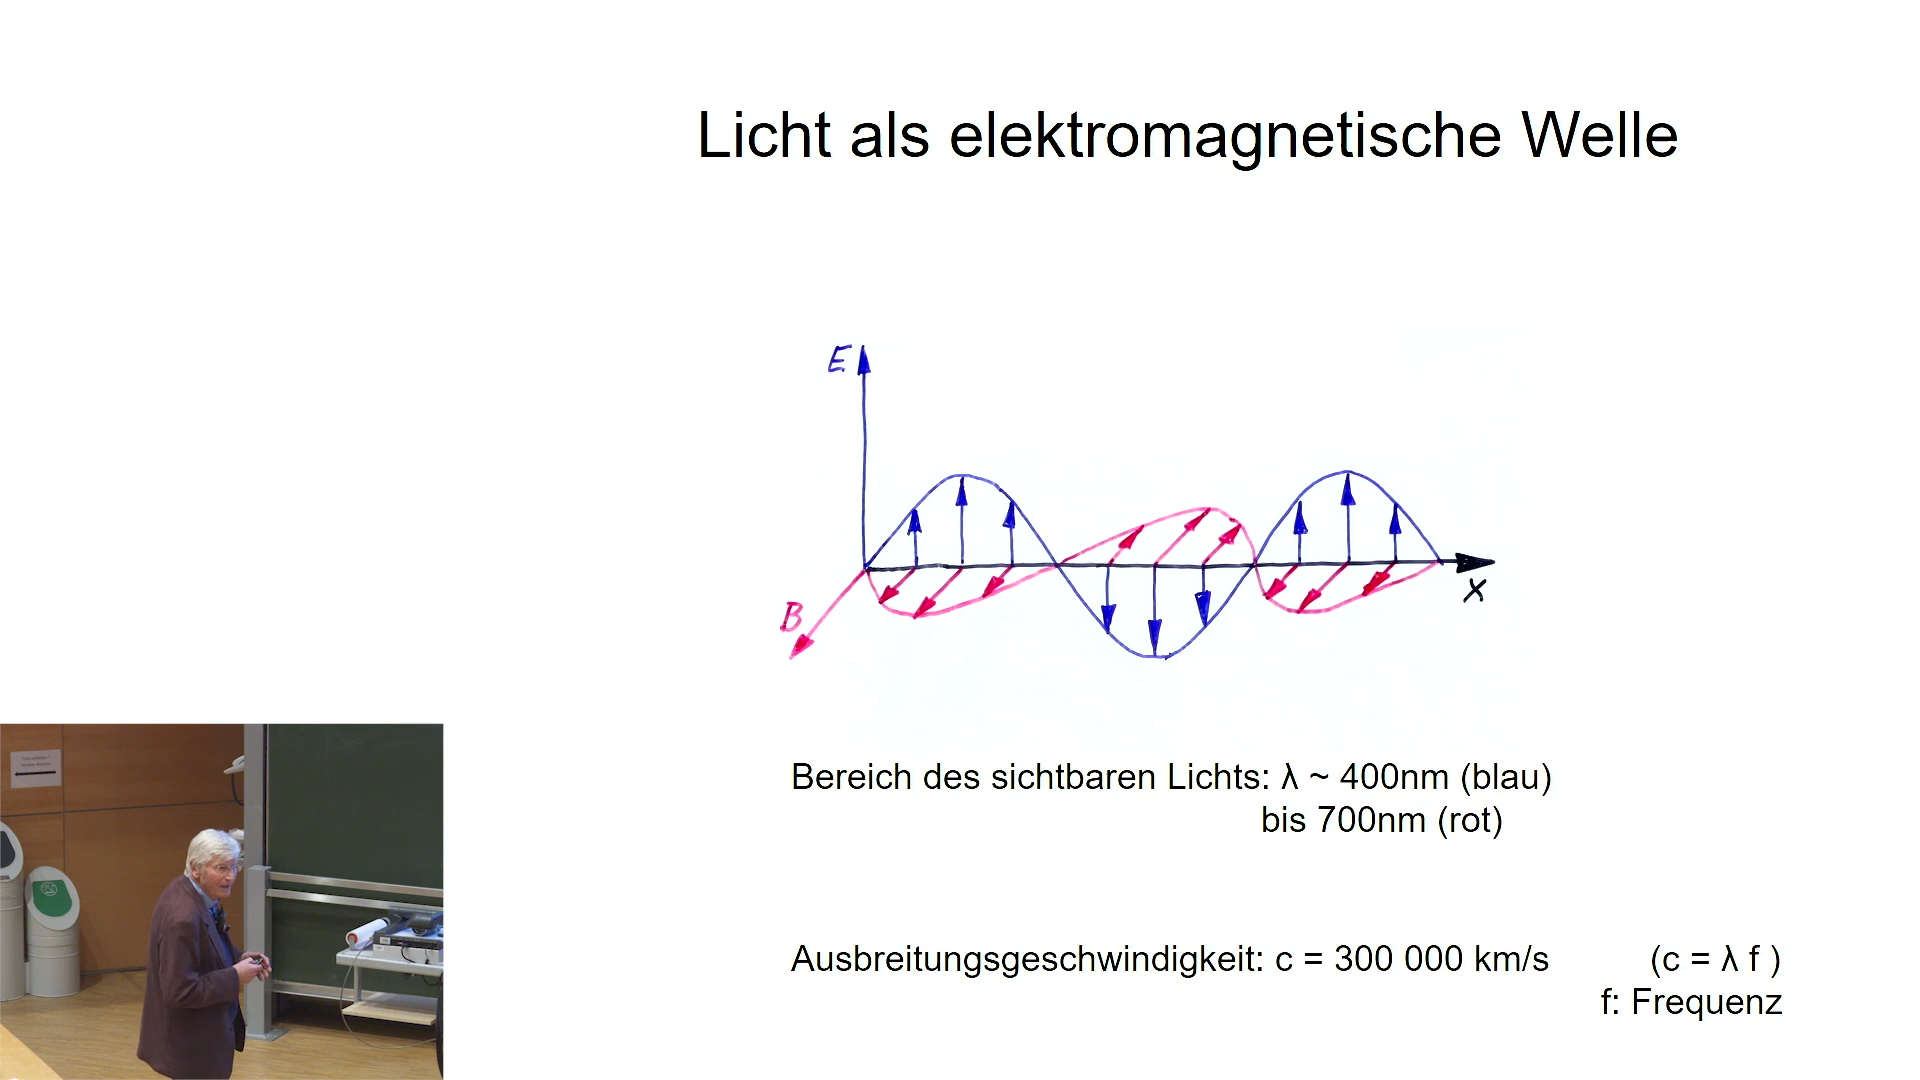 Licht als elektromagnetische Welle
E
B
X
Bereich des sichtbaren Lichts: λ ~ 400nm (blau)
bis 700nm (rot)
Ausbreitungsgeschwindigkeit: c = 300 000 km/s (c = λ f )
f: Frequenz